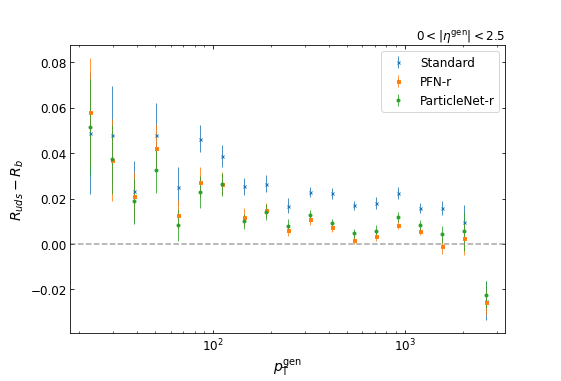 0 < |η^gen| < 2.5
Standard
PFN-r
ParticleNet-r
R_uds − R_b
0.08
0.06
0.04
0.02
0.00
−0.02
10^2
10^3
p_T^gen